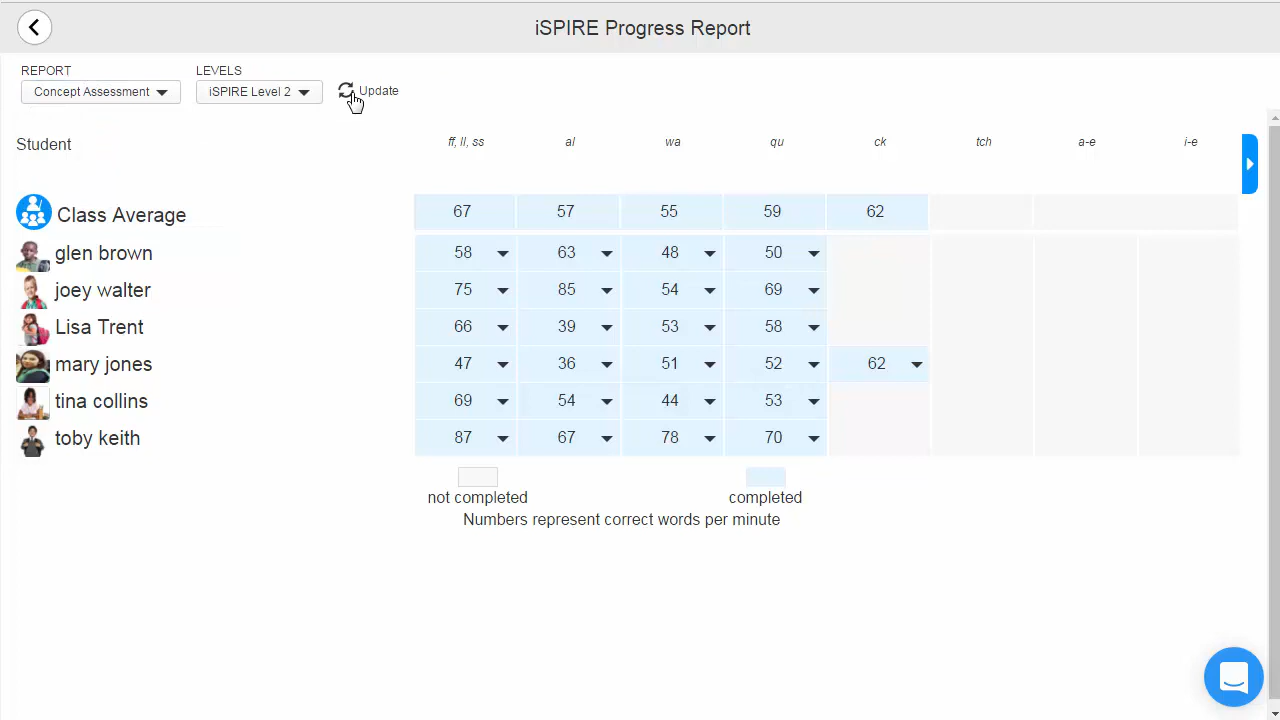 iSPIRE Progress Report
REPORT LEVELS
Concept Assessment iSPIRE Level 2 Update
Student ff, ll, ss al wa qu ck tch a-e i-e
Class Average 67 57 55 59 62
glen brown 58 63 48 50
joey walter 75 85 54 69
Lisa Trent 66 39 53 58
mary jones 47 36 51 52 62
tina collins 69 54 44 53
toby keith 87 67 78 70
not completed completed
Numbers represent correct words per minute